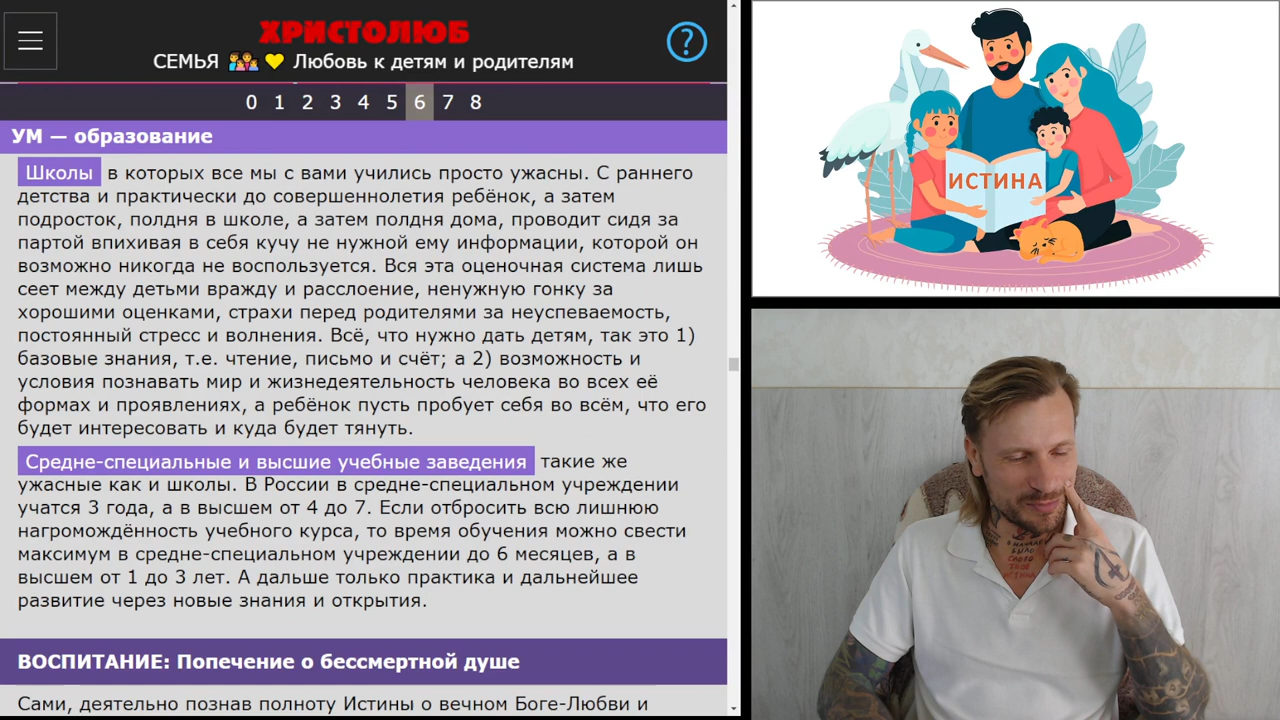 ХРИСТОЛЮБ
СЕМЬЯ Любовь к детям и родителям
0 1 2 3 4 5 6 7 8
УМ — образование
Школы в которых все мы с вами учились просто ужасны. С раннего
детства и практически до совершеннолетия ребёнок, а затем
подросток, полдня в школе, а затем полдня дома, проводит сидя за
партой впихивая в себя кучу не нужной ему информации, которой он
возможно никогда не воспользуется. Вся эта оценочная система лишь
сеет между детьми вражду и расслоение, ненужную гонку за
хорошими оценками, страхи перед родителями за неуспеваемость,
постоянный стресс и волнения. Всё, что нужно дать детям, так это 1)
базовые знания, т.е. чтение, письмо и счёт; а 2) возможность и
условия познавать мир и жизнедеятельность человека во всех её
формах и проявлениях, а ребёнок пусть пробует себя во всём, что его
будет интересовать и куда будет тянуть.
Средне-специальные и высшие учебные заведения такие же
ужасные как и школы. В России в средне-специальном учреждении
учатся 3 года, а в высшем от 4 до 7. Если отбросить всю лишнюю
нагромождённость учебного курса, то время обучения можно свести
максимум в средне-специальном учреждении до 6 месяцев, а в
высшем от 1 до 3 лет. А дальше только практика и дальнейшее
развитие через новые знания и открытия.
ВОСПИТАНИЕ: Попечение о бессмертной душе
Сами, деятельно познав полноту Истины о вечном Боге-Любви и
ИСТИНА